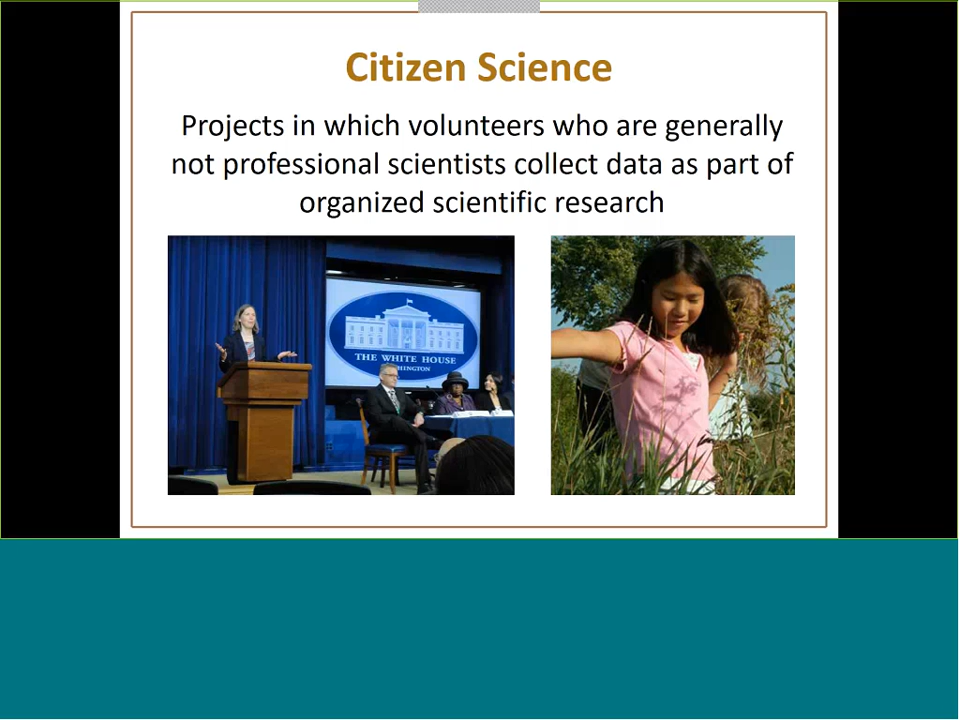 Citizen Science
Projects in which volunteers who are generally
not professional scientists collect data as part of
organized scientific research
THE WHITE HOUSE
WASHINGTON